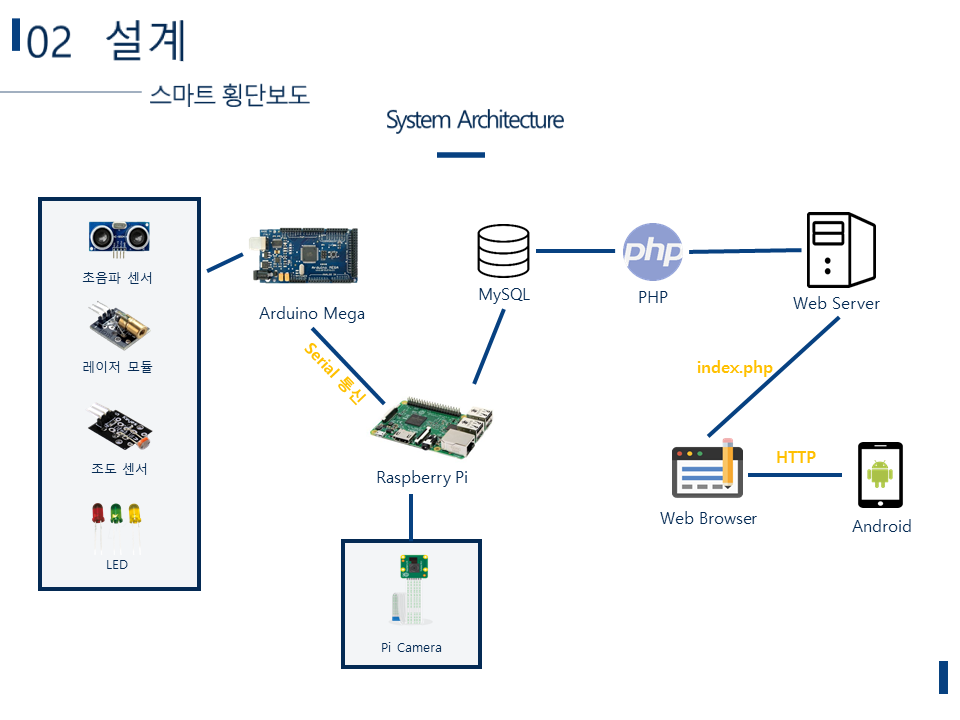 02 설계
스마트 횡단보도
System Architecture
초음파 센서
레이저 모듈
조도 센서
LED
Arduino Mega
Serial 통신
Raspberry Pi
Pi Camera
MySQL
php
PHP
Web Server
index.php
Web Browser
HTTP
Android